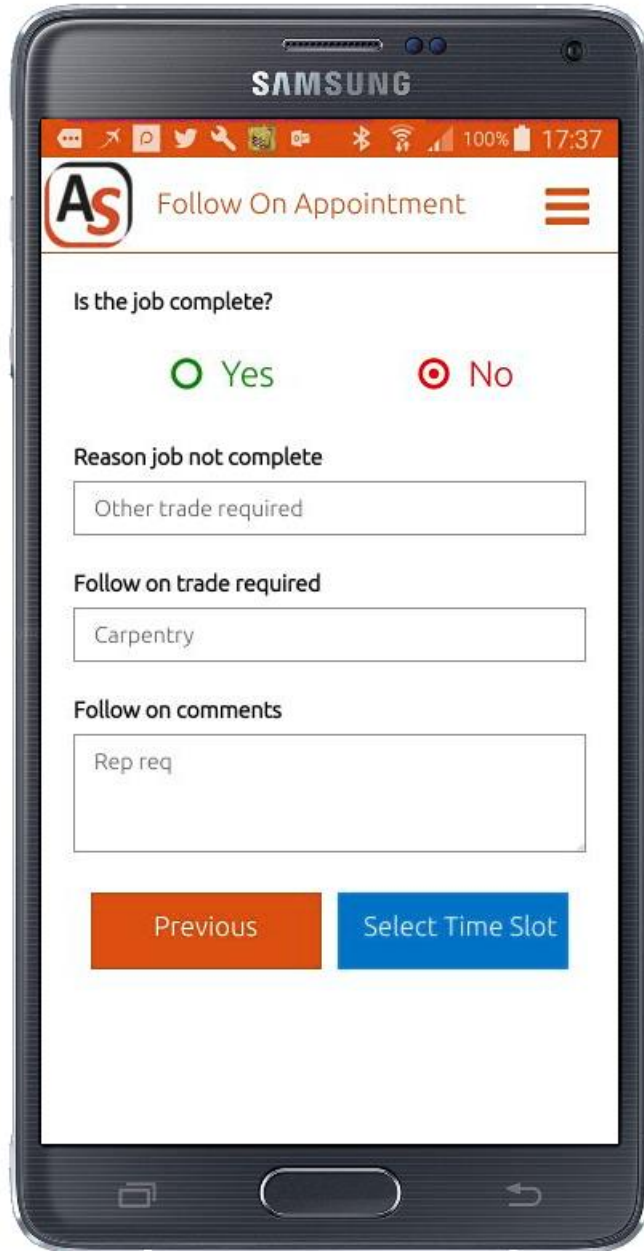 SAMSUNG
100% 17:37
AS Follow On Appointment
Is the job complete?
Yes No
Reason job not complete
Other trade required
Follow on trade required
Carpentry
Follow on comments
Rep req
Previous Select Time Slot